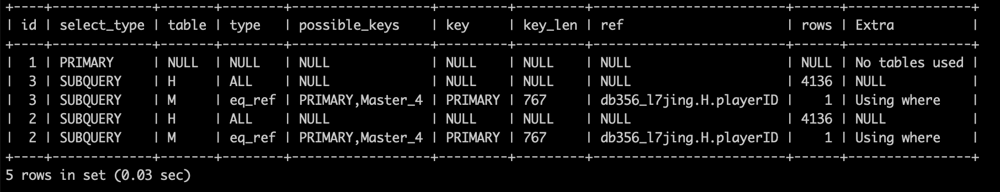 +----+-------------+-------+--------+------------------+---------+---------+--------------------------+------+----------------+
| id | select_type | table | type   | possible_keys    | key     | key_len | ref                      | rows | Extra          |
+----+-------------+-------+--------+------------------+---------+---------+--------------------------+------+----------------+
|  1 | PRIMARY     | NULL  | NULL   | NULL             | NULL    | NULL    | NULL                     | NULL | No tables used |
|  3 | SUBQUERY    | H     | ALL    | NULL             | NULL    | NULL    | NULL                     | 4136 | NULL           |
|  3 | SUBQUERY    | M     | eq_ref | PRIMARY,Master_4 | PRIMARY | 767     | db356_l7jing.H.playerID |    1 | Using where    |
|  2 | SUBQUERY    | H     | ALL    | NULL             | NULL    | NULL    | NULL                     | 4136 | NULL           |
|  2 | SUBQUERY    | M     | eq_ref | PRIMARY,Master_4 | PRIMARY | 767     | db356_l7jing.H.playerID |    1 | Using where    |
+----+-------------+-------+--------+------------------+---------+---------+--------------------------+------+----------------+
5 rows in set (0.03 sec)